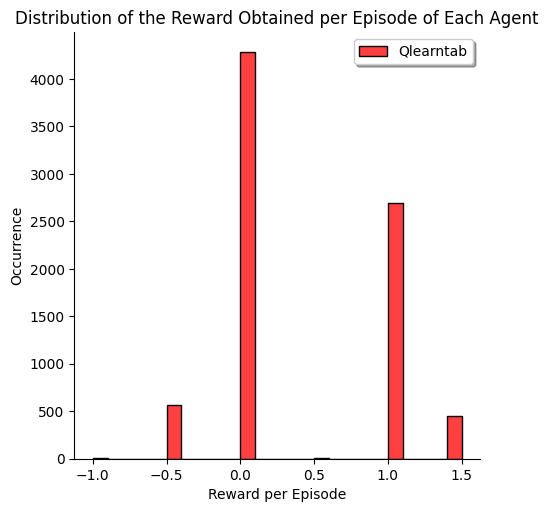 Distribution of the Reward Obtained per Episode of Each Agent
Qlearntab
4000
3500
3000
2500
2000
1500
1000
500
0
Occurrence
−1.0 −0.5 0.0 0.5 1.0 1.5
Reward per Episode